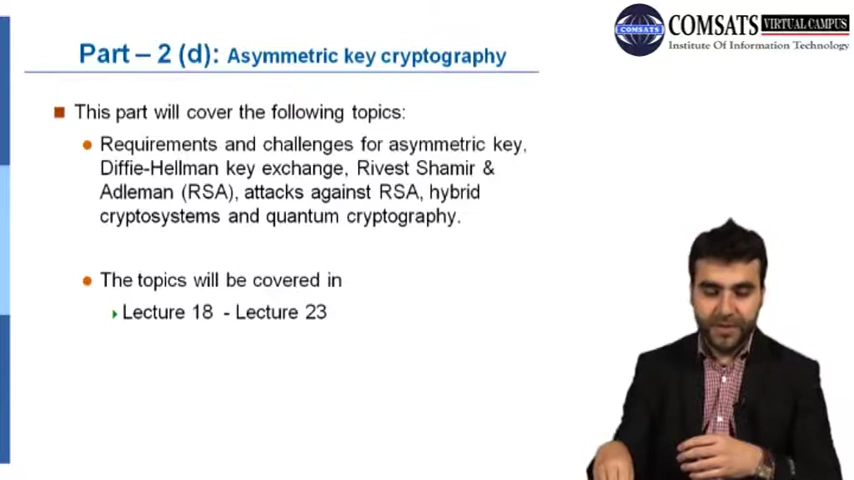 Part – 2 (d): Asymmetric key cryptography
COMSATS VIRTUAL CAMPUS
COMSATS
Institute Of Information Technology
This part will cover the following topics:
Requirements and challenges for asymmetric key,
Diffie-Hellman key exchange, Rivest Shamir &
Adleman (RSA), attacks against RSA, hybrid
cryptosystems and quantum cryptography.
The topics will be covered in
Lecture 18 - Lecture 23